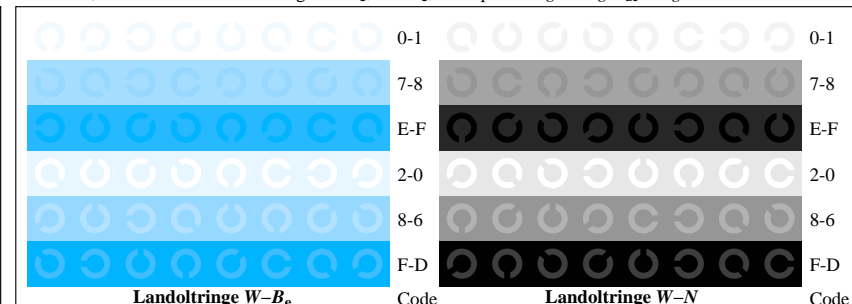 0-1 0-1
7-8 7-8
E-F E-F
2-0 2-0
8-6 8-6
F-D F-D
Landoltringe W–Be Code Landoltringe W–N Code